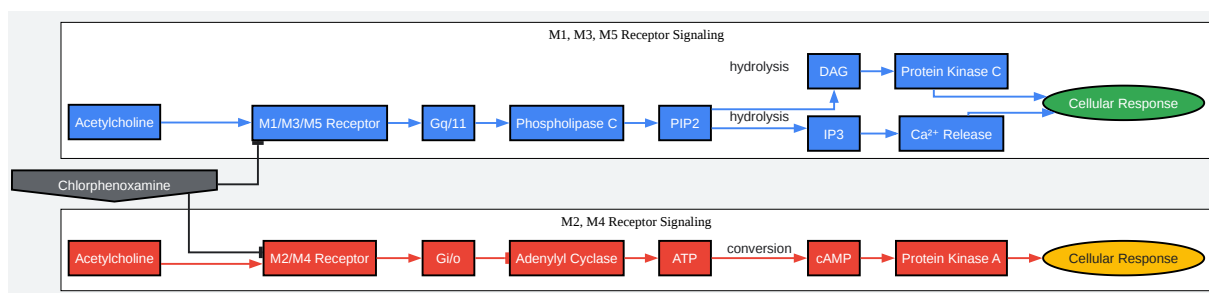 M1, M3, M5 Receptor Signaling
hydrolysis
DAG
Protein Kinase C
Cellular Response
Acetylcholine
M1/M3/M5 Receptor
Gq/11
Phospholipase C
PIP2
hydrolysis
IP3
Ca²⁺ Release
Chlorphenoxamine
M2, M4 Receptor Signaling
Acetylcholine
M2/M4 Receptor
Gi/o
Adenylyl Cyclase
ATP
conversion
cAMP
Protein Kinase A
Cellular Response